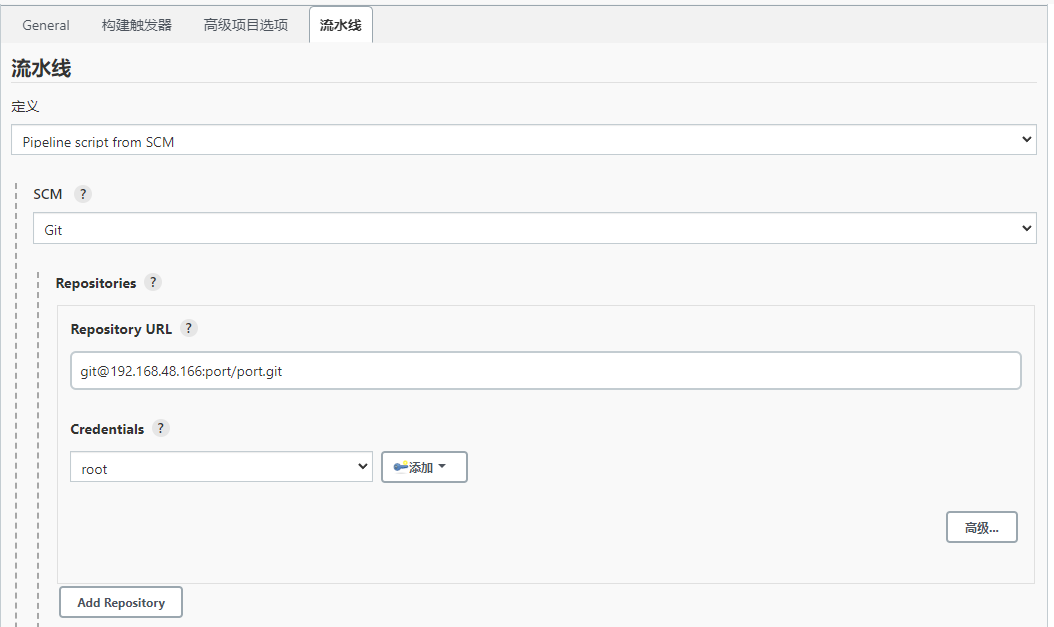 General 构建触发器 高级项目选项 流水线
流水线
定义
Pipeline script from SCM
SCM ?
Git
Repositories ?
Repository URL ?
git@192.168.48.166:port/port.git
Credentials ?
root 添加
高级...
Add Repository